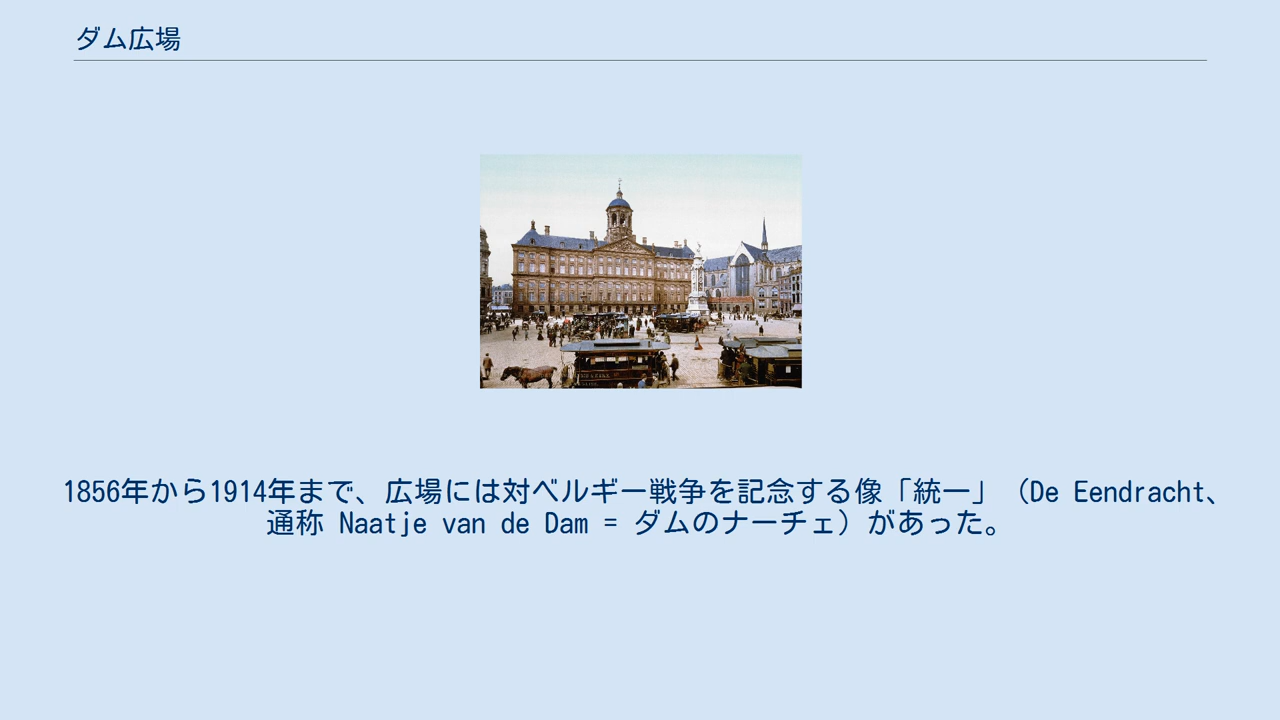 ダム広場
1856年から1914年まで、広場には対ベルギー戦争を記念する像「統一」（De Eendracht、
通称 Naatje van de Dam = ダムのナーチェ）があった。